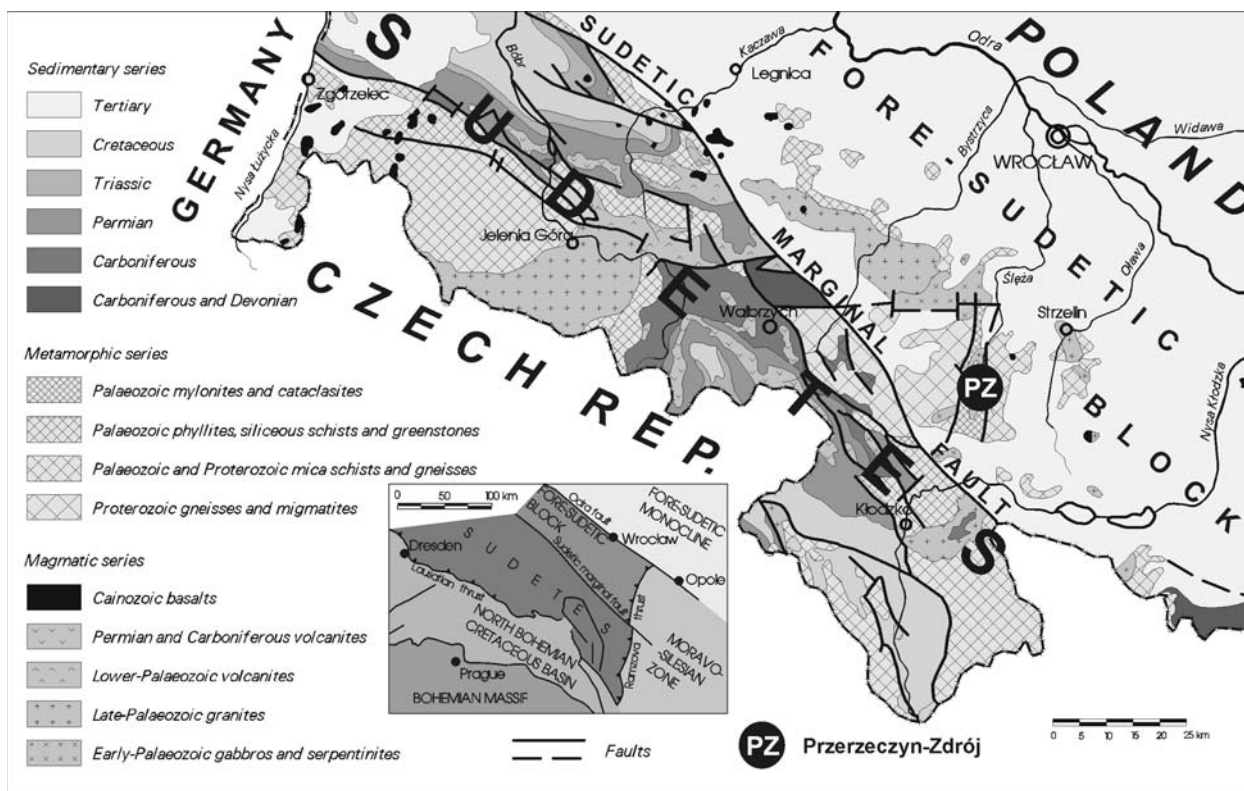 Sedimentary series
Tertiary
Cretaceous
Triassic
Permian
Carboniferous
Carboniferous and Devonian
Metamorphic series
Palaeozoic mylonites and cataclasites
Palaeozoic phyllites, siliceous schists and greenstones
Palaeozoic and Proterozoic mica schists and gneisses
Proterozoic gneisses and migmatites
Magmatic series
Cainozoic basalts
Permian and Carboniferous volcanites
Lower-Palaeozoic volcanites
Late-Palaeozoic granites
Early-Palaeozoic gabbros and serpentinites
GERMANY
POLAND
CZECH REP.
SUDETES
SUDETIC MARGINAL FAULT
FORE-SUDETIC BLOCK
Zgorzelec
Nysa Łużycka
Bóbr
Kaczawa
Legnica
Odra
Bystrzyca
Widawa
WROCŁAW
Jelenia Góra
Ślęża
Oława
Wałbrzych
Strzelin
PZ
Nysa Kłodzka
Kłodzko
0 50 100 km
FORE-SUDETIC BLOCK
Odra fault
FORE-SUDETIC MONOCLINE
Wrocław
Dresden
SUDETES
Sudetic marginal fault
Opole
Lausatian thrust
Ramzova thrust
NORTH BOHEMIAN
CRETACEOUS BASIN
MORAVO-
-SILESIAN
ZONE
Prague
BOHEMIAN MASSIF
Faults
PZ Przerzeczyn-Zdrój
0 5 10 15 20 25 km